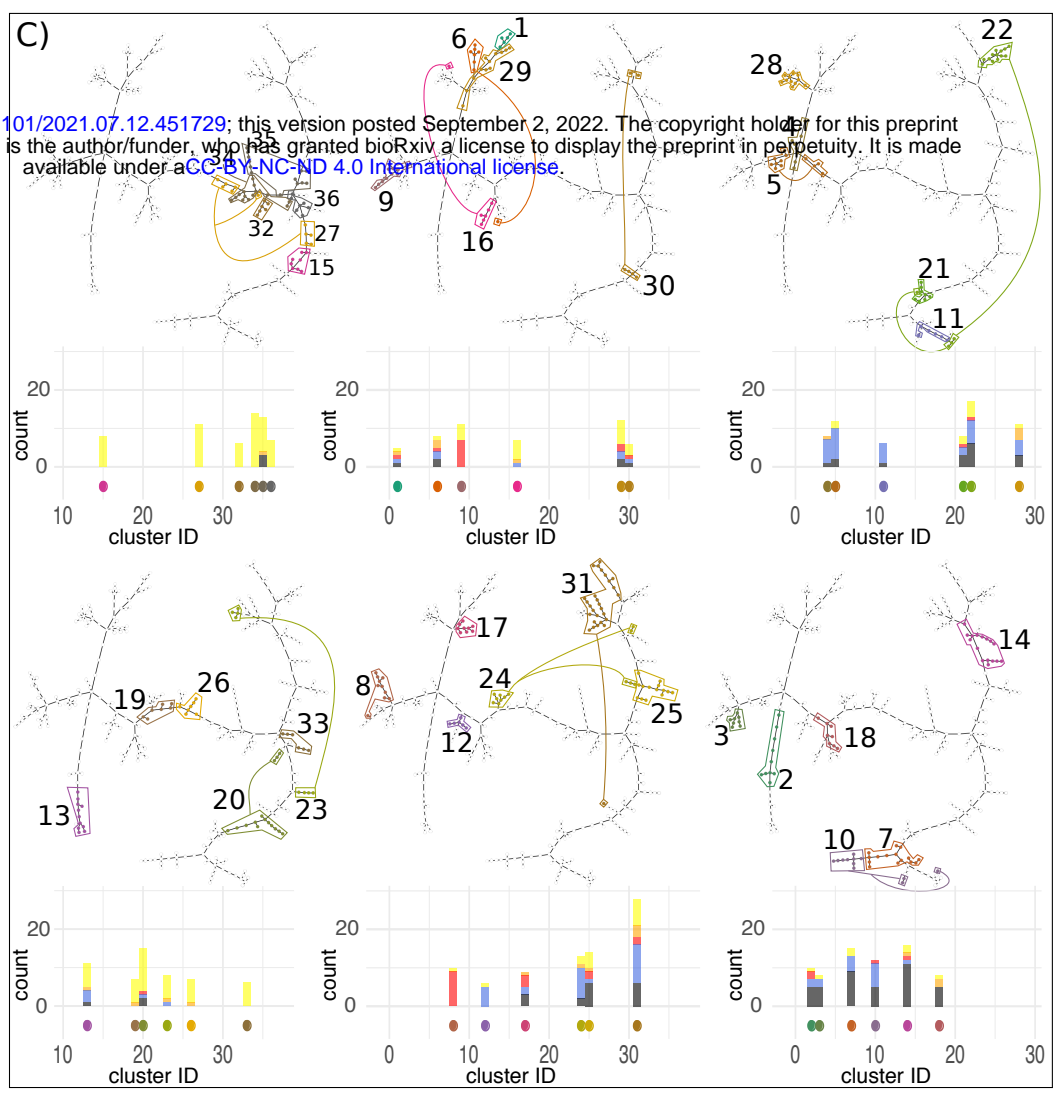 C)
6 1
29
22
28
101/2021.07.12.451729; this version posted September 2, 2022. The copyright holder for this preprint
is the author/funder, who has granted bioRxiv a license to display the preprint in perpetuity. It is made
available under aCC-BY-NC-ND 4.0 International license.
35
34
4
5
9
36
32
27
16
15
30
21
11
20
0
count
10 20 30
cluster ID
20
0
count
0 10 20 30
cluster ID
20
0
count
0 10 20 30
cluster ID
31
17
14
19 26
8
24
25
33
12
3
18
2
13
20
23
10 7
20
0
count
10 20 30
cluster ID
20
0
count
0 10 20 30
cluster ID
20
0
count
0 10 20 30
cluster ID